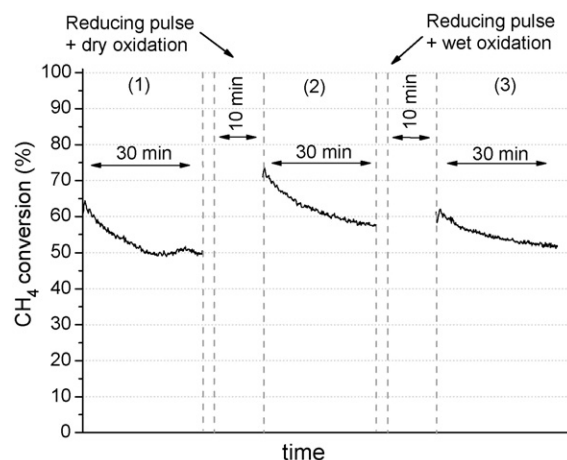 Reducing pulse
+ dry oxidation
Reducing pulse
+ wet oxidation
(1)
(2)
(3)
10 min
10 min
30 min
30 min
30 min
100
90
80
70
60
50
40
30
20
10
0
CH₄ conversion (%)
time